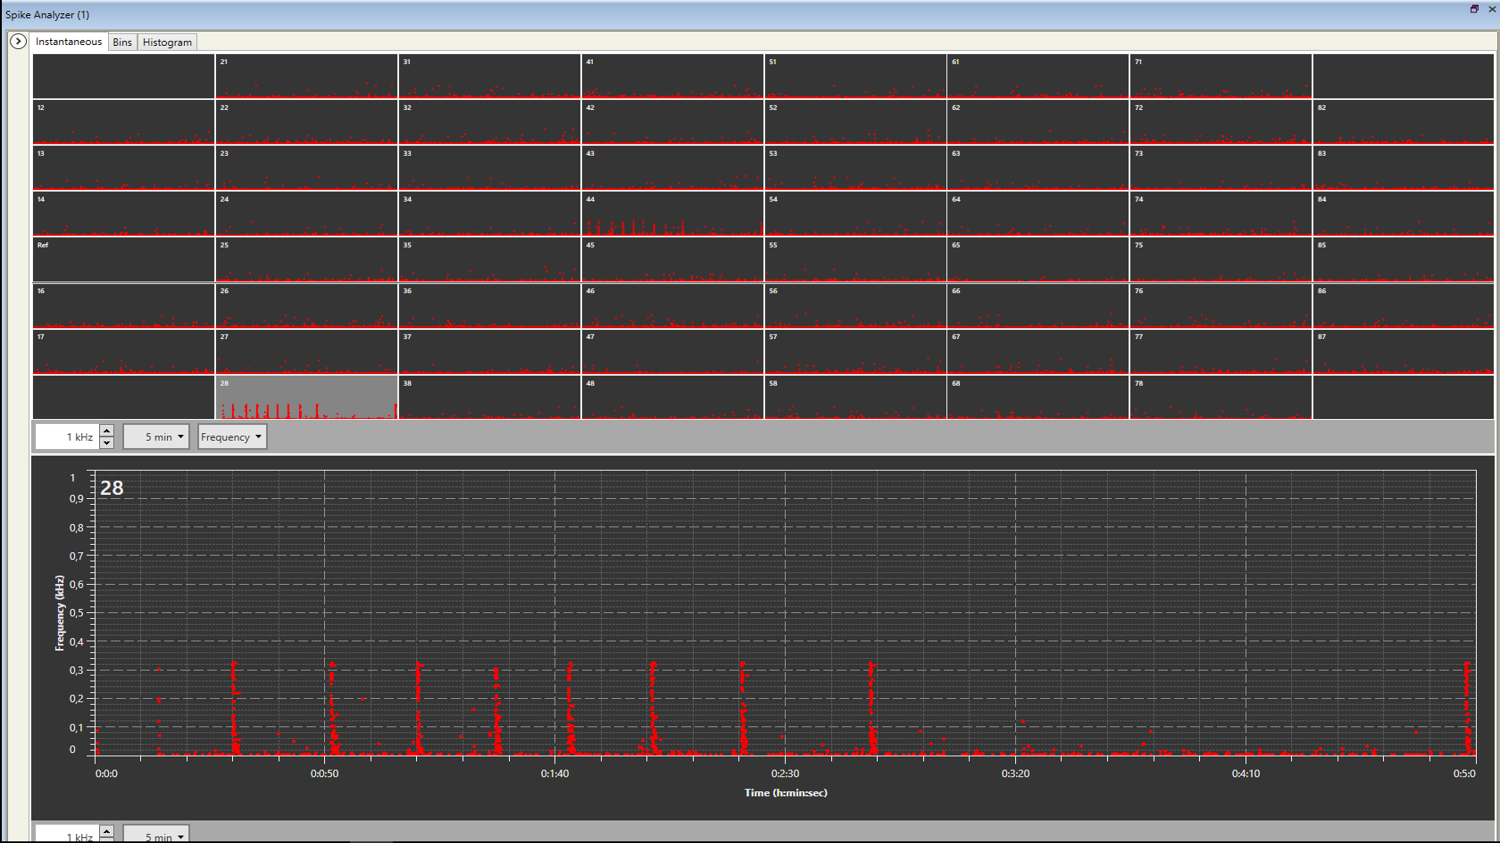 Spike Analyzer (1)
Instantaneous Bins Histogram
21 31 41 51 61 71
12 22 32 42 52 62 72 82
13 23 33 43 53 63 73 83
14 24 34 44 54 64 74 84
Ref 25 35 45 55 65 75 85
16 26 36 46 56 66 76 86
17 27 37 47 57 67 77 87
28 38 48 58 68 78
1 kHz 5 min Frequency
28
1
0,9
0,8
0,7
0,6
0,5
0,4
0,3
0,2
0,1
0
Frequency (kHz)
0:0:0 0:0:50 0:1:40 0:2:30 0:3:20 0:4:10 0:5:0
Time (h:min:sec)
1 kHz 5 min